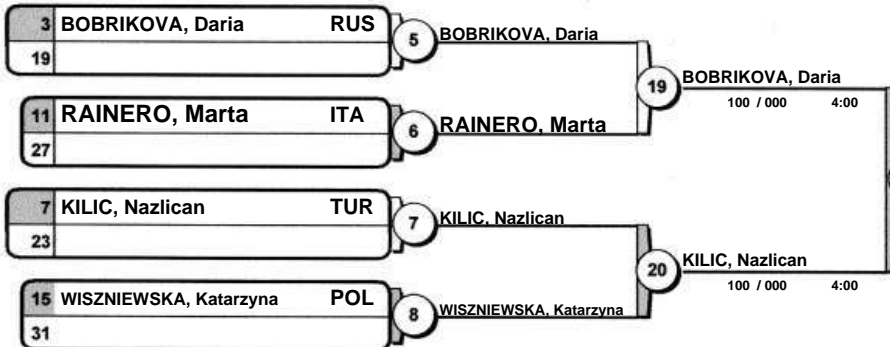 3 BOBRIKOVA, Daria RUS
19
5 BOBRIKOVA, Daria
11 RAINERO, Marta ITA
27
6 RAINERO, Marta
19 BOBRIKOVA, Daria
100 / 000 4:00
7 KILIC, Nazlican TUR
23
7 KILIC, Nazlican
15 WISZNIEWSKA, Katarzyna POL
31
8 WISZNIEWSKA, Katarzyna
20 KILIC, Nazlican
100 / 000 4:00